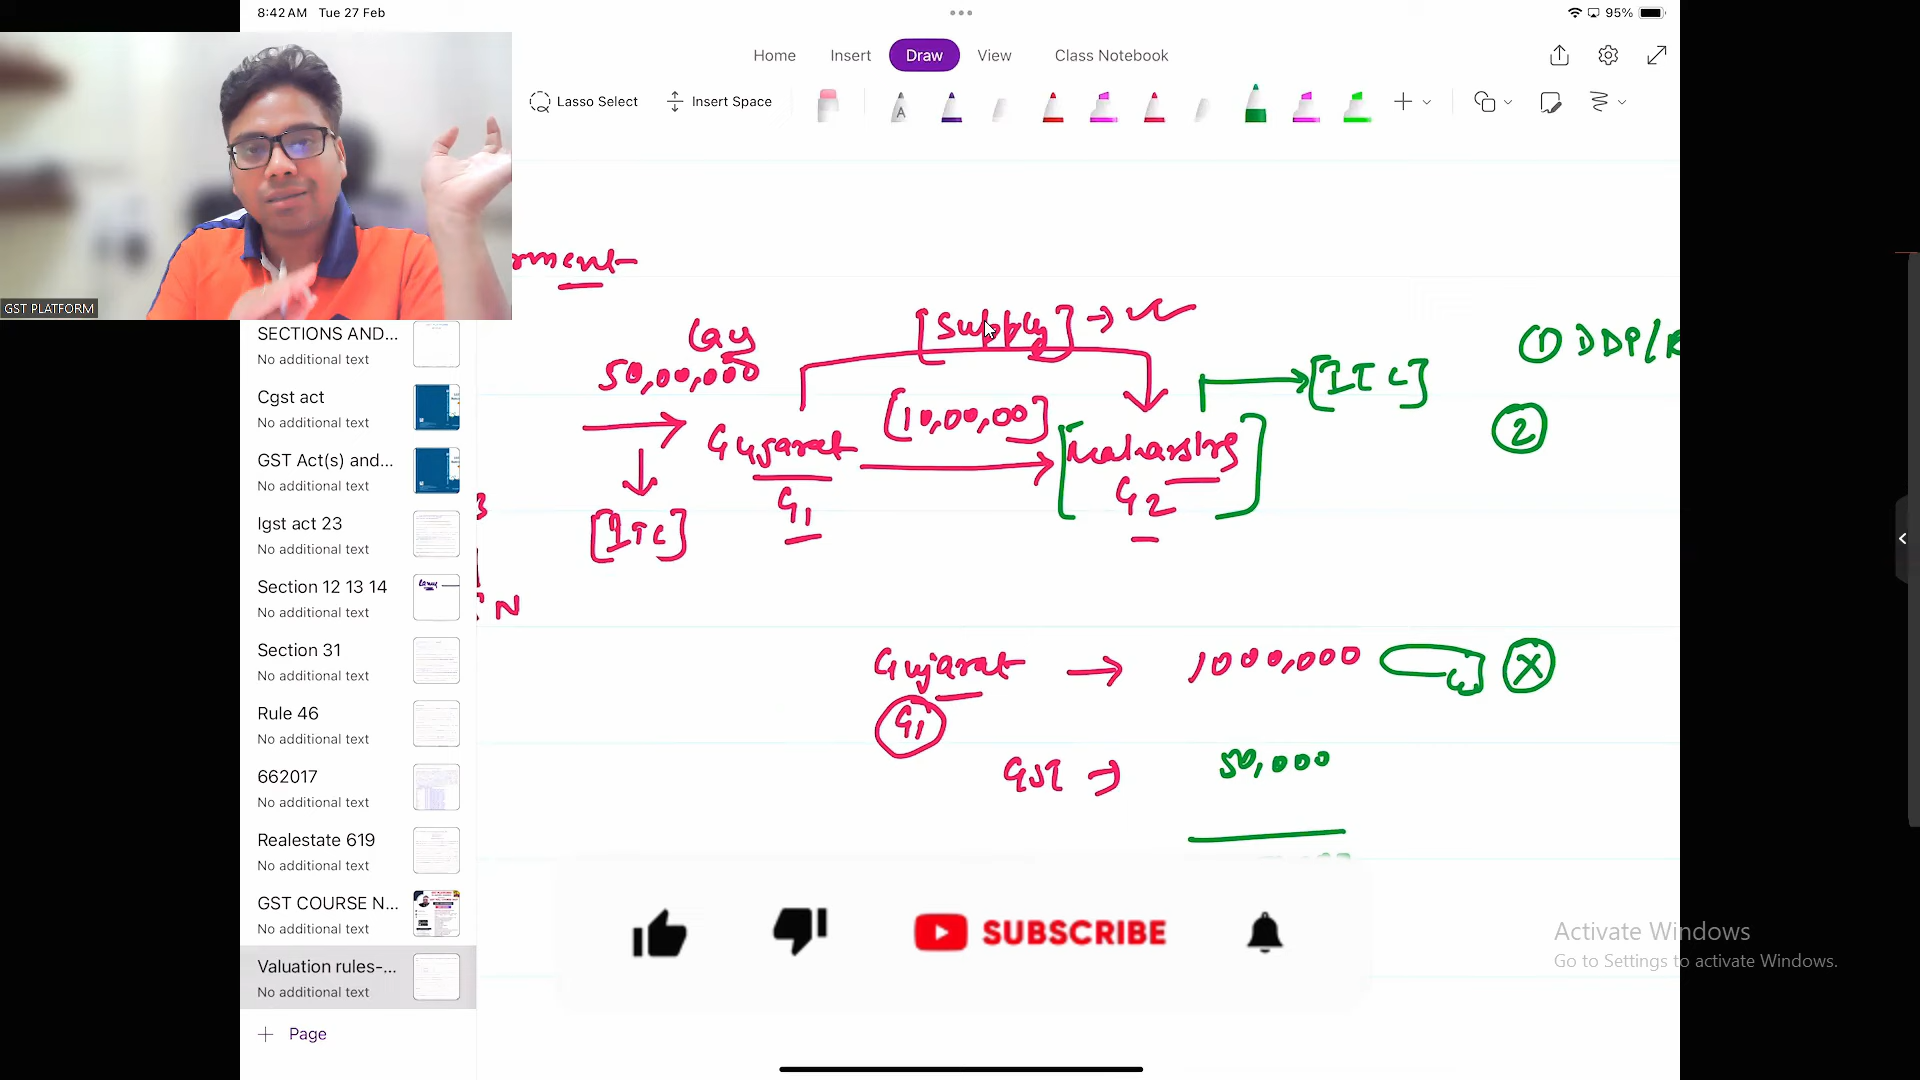 8:42 AM Tue 27 Feb
95%
Home Insert Draw View Class Notebook
Lasso Select Insert Space
A
GST PLATFORM
SECTIONS AND...
No additional text
Cgst act
No additional text
GST Act(s) and...
No additional text
Igst act 23
No additional text
Section 12 13 14
No additional text
Section 31
No additional text
Rule 46
No additional text
662017
No additional text
Realestate 619
No additional text
GST COURSE N...
No additional text
Valuation rules-...
No additional text
Page
rment
[Supply] →
50,00,000
[ITC]
① DDP/
②
[10,00,00]
Gujarat
G1
G2
[ITC]
N
Gujarat → 1000,000 X
G1
GST → 50,000
SUBSCRIBE
Activate Windows
Go to Settings to activate Windows.